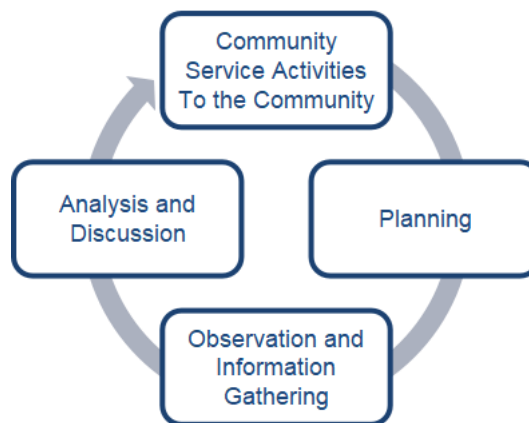 Community
Service Activities
To the Community
Planning
Observation and
Information
Gathering
Analysis and
Discussion